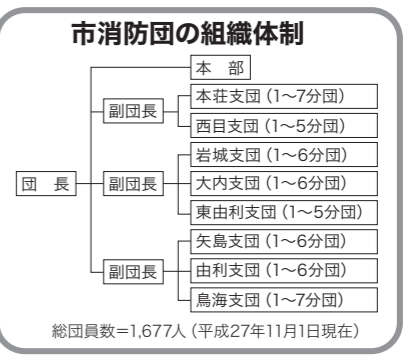 市消防団の組織体制
本　部
副団長
本荘支団（1〜7分団）
西目支団（1〜5分団）
団　長
副団長
岩城支団（1〜6分団）
大内支団（1〜6分団）
東由利支団（1〜5分団）
副団長
矢島支団（1〜6分団）
由利支団（1〜6分団）
鳥海支団（1〜7分団）
総団員数＝1,677人（平成27年11月1日現在）